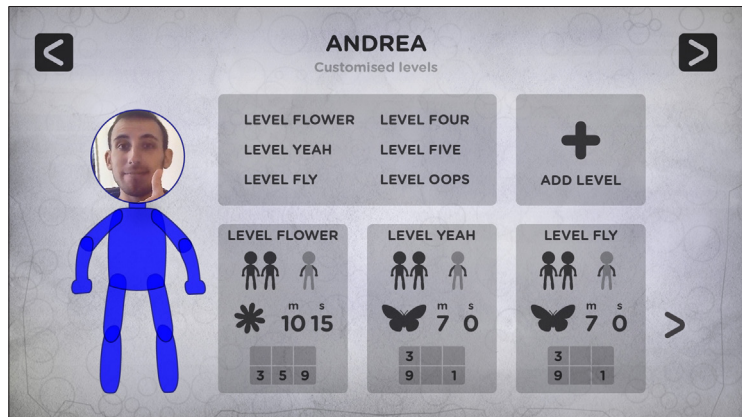 <
ANDREA
>
Customised levels
LEVEL FLOWER LEVEL FOUR
LEVEL YEAH LEVEL FIVE
LEVEL FLY LEVEL OOPS
ADD LEVEL
LEVEL FLOWER
m s
10 15
3 5 9
LEVEL YEAH
m s
7 0
3
9 1
LEVEL FLY
m s
7 0
3
9 1
>